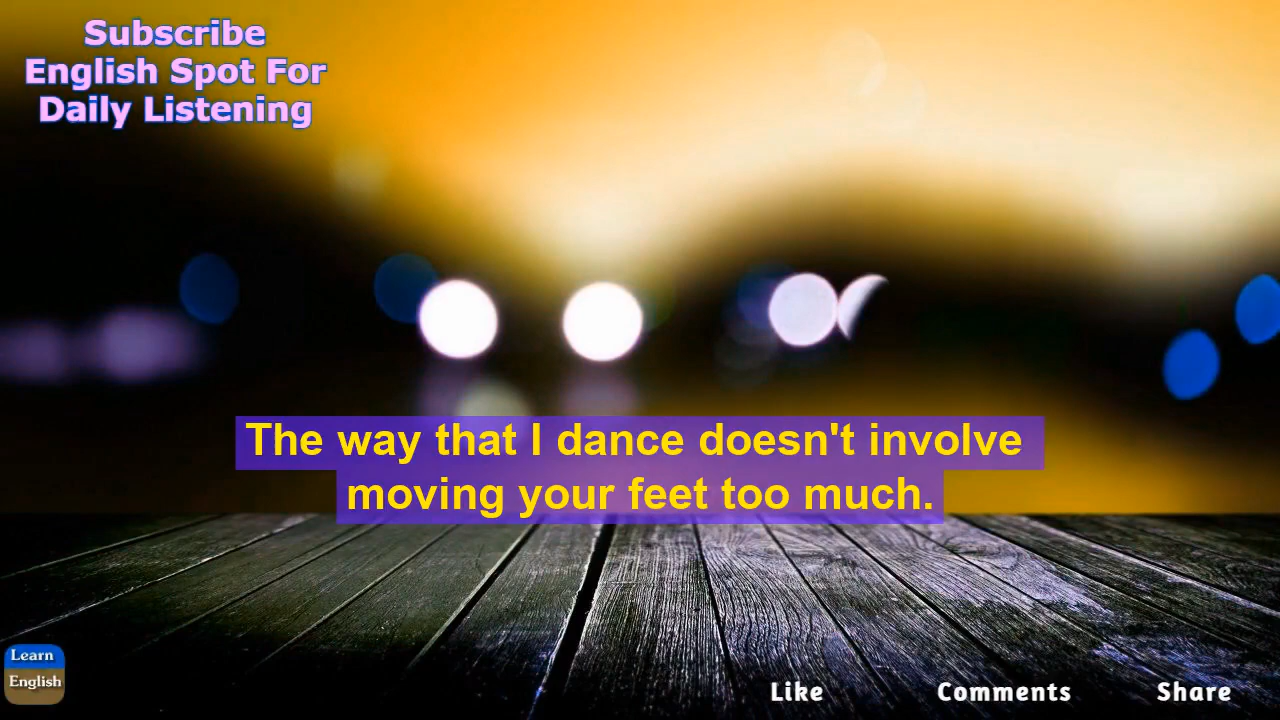 Subscribe
English Spot For
Daily Listening
The way that I dance doesn't involve
moving your feet too much.
Learn
English
Like
Comments
Share